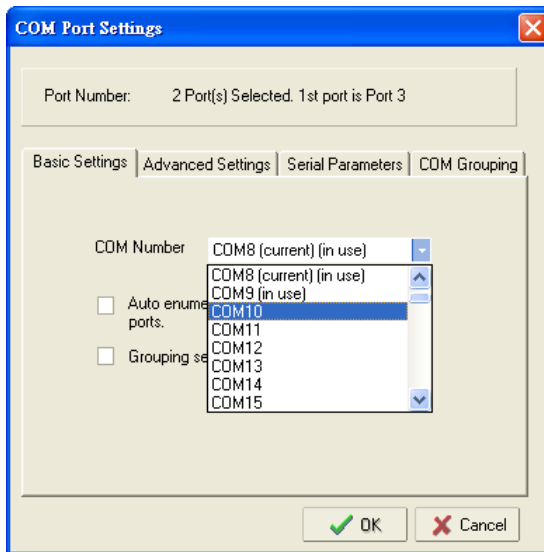 COM Port Settings
Port Number: 2 Port(s) Selected. 1st port is Port 3
Basic Settings Advanced Settings Serial Parameters COM Grouping
COM Number COM8 (current) (in use)
COM8 (current) (in use)
COM9 (in use)
Auto enume COM10
ports. COM11
COM12
Grouping se COM13
COM14
COM15
OK Cancel